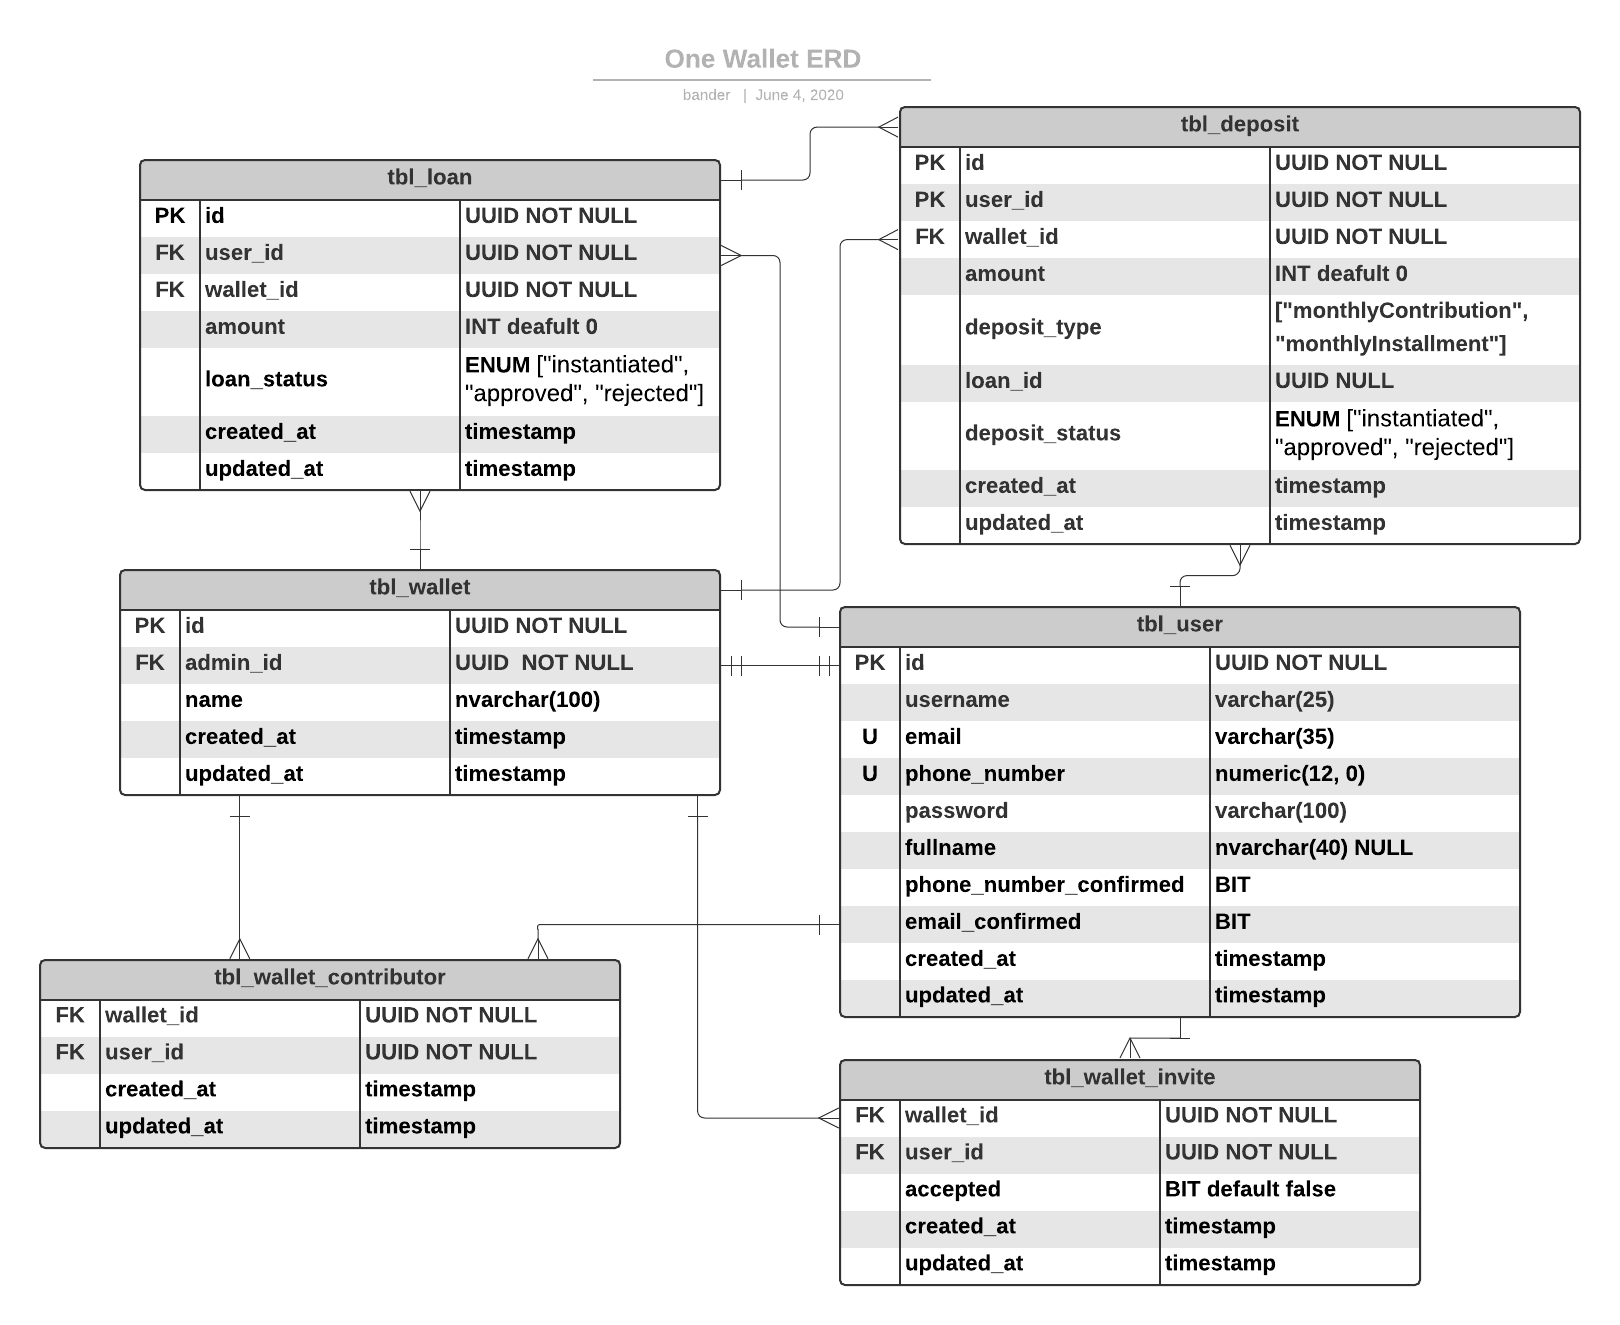 One Wallet ERD
bander | June 4, 2020
tbl_loan
PK id UUID NOT NULL
FK user_id UUID NOT NULL
FK wallet_id UUID NOT NULL
amount INT deafult 0
loan_status ENUM ["instantiated",
"approved", "rejected"]
created_at timestamp
updated_at timestamp
tbl_deposit
PK id UUID NOT NULL
PK user_id UUID NOT NULL
FK wallet_id UUID NOT NULL
amount INT deafult 0
deposit_type ["monthlyContribution",
"monthlyInstallment"]
loan_id UUID NULL
deposit_status ENUM ["instantiated",
"approved", "rejected"]
created_at timestamp
updated_at timestamp
tbl_wallet
PK id UUID NOT NULL
FK admin_id UUID NOT NULL
name nvarchar(100)
created_at timestamp
updated_at timestamp
tbl_user
PK id UUID NOT NULL
username varchar(25)
U email varchar(35)
U phone_number numeric(12, 0)
password varchar(100)
fullname nvarchar(40) NULL
phone_number_confirmed BIT
email_confirmed BIT
created_at timestamp
updated_at timestamp
tbl_wallet_contributor
FK wallet_id UUID NOT NULL
FK user_id UUID NOT NULL
created_at timestamp
updated_at timestamp
tbl_wallet_invite
FK wallet_id UUID NOT NULL
FK user_id UUID NOT NULL
accepted BIT default false
created_at timestamp
updated_at timestamp